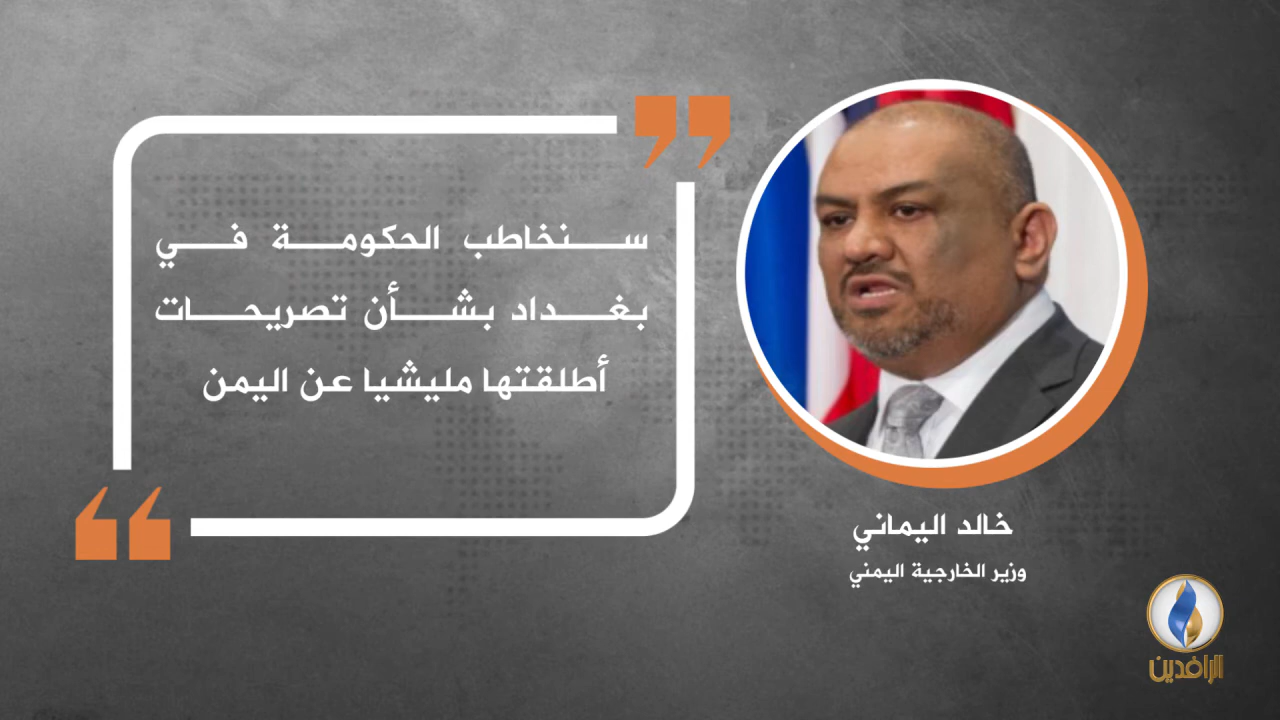 سنخاطب الحكومة في
بغداد بشأن تصريحات
أطلقتها مليشيا عن اليمن
خالد اليماني
وزير الخارجية اليمني
الرافدين